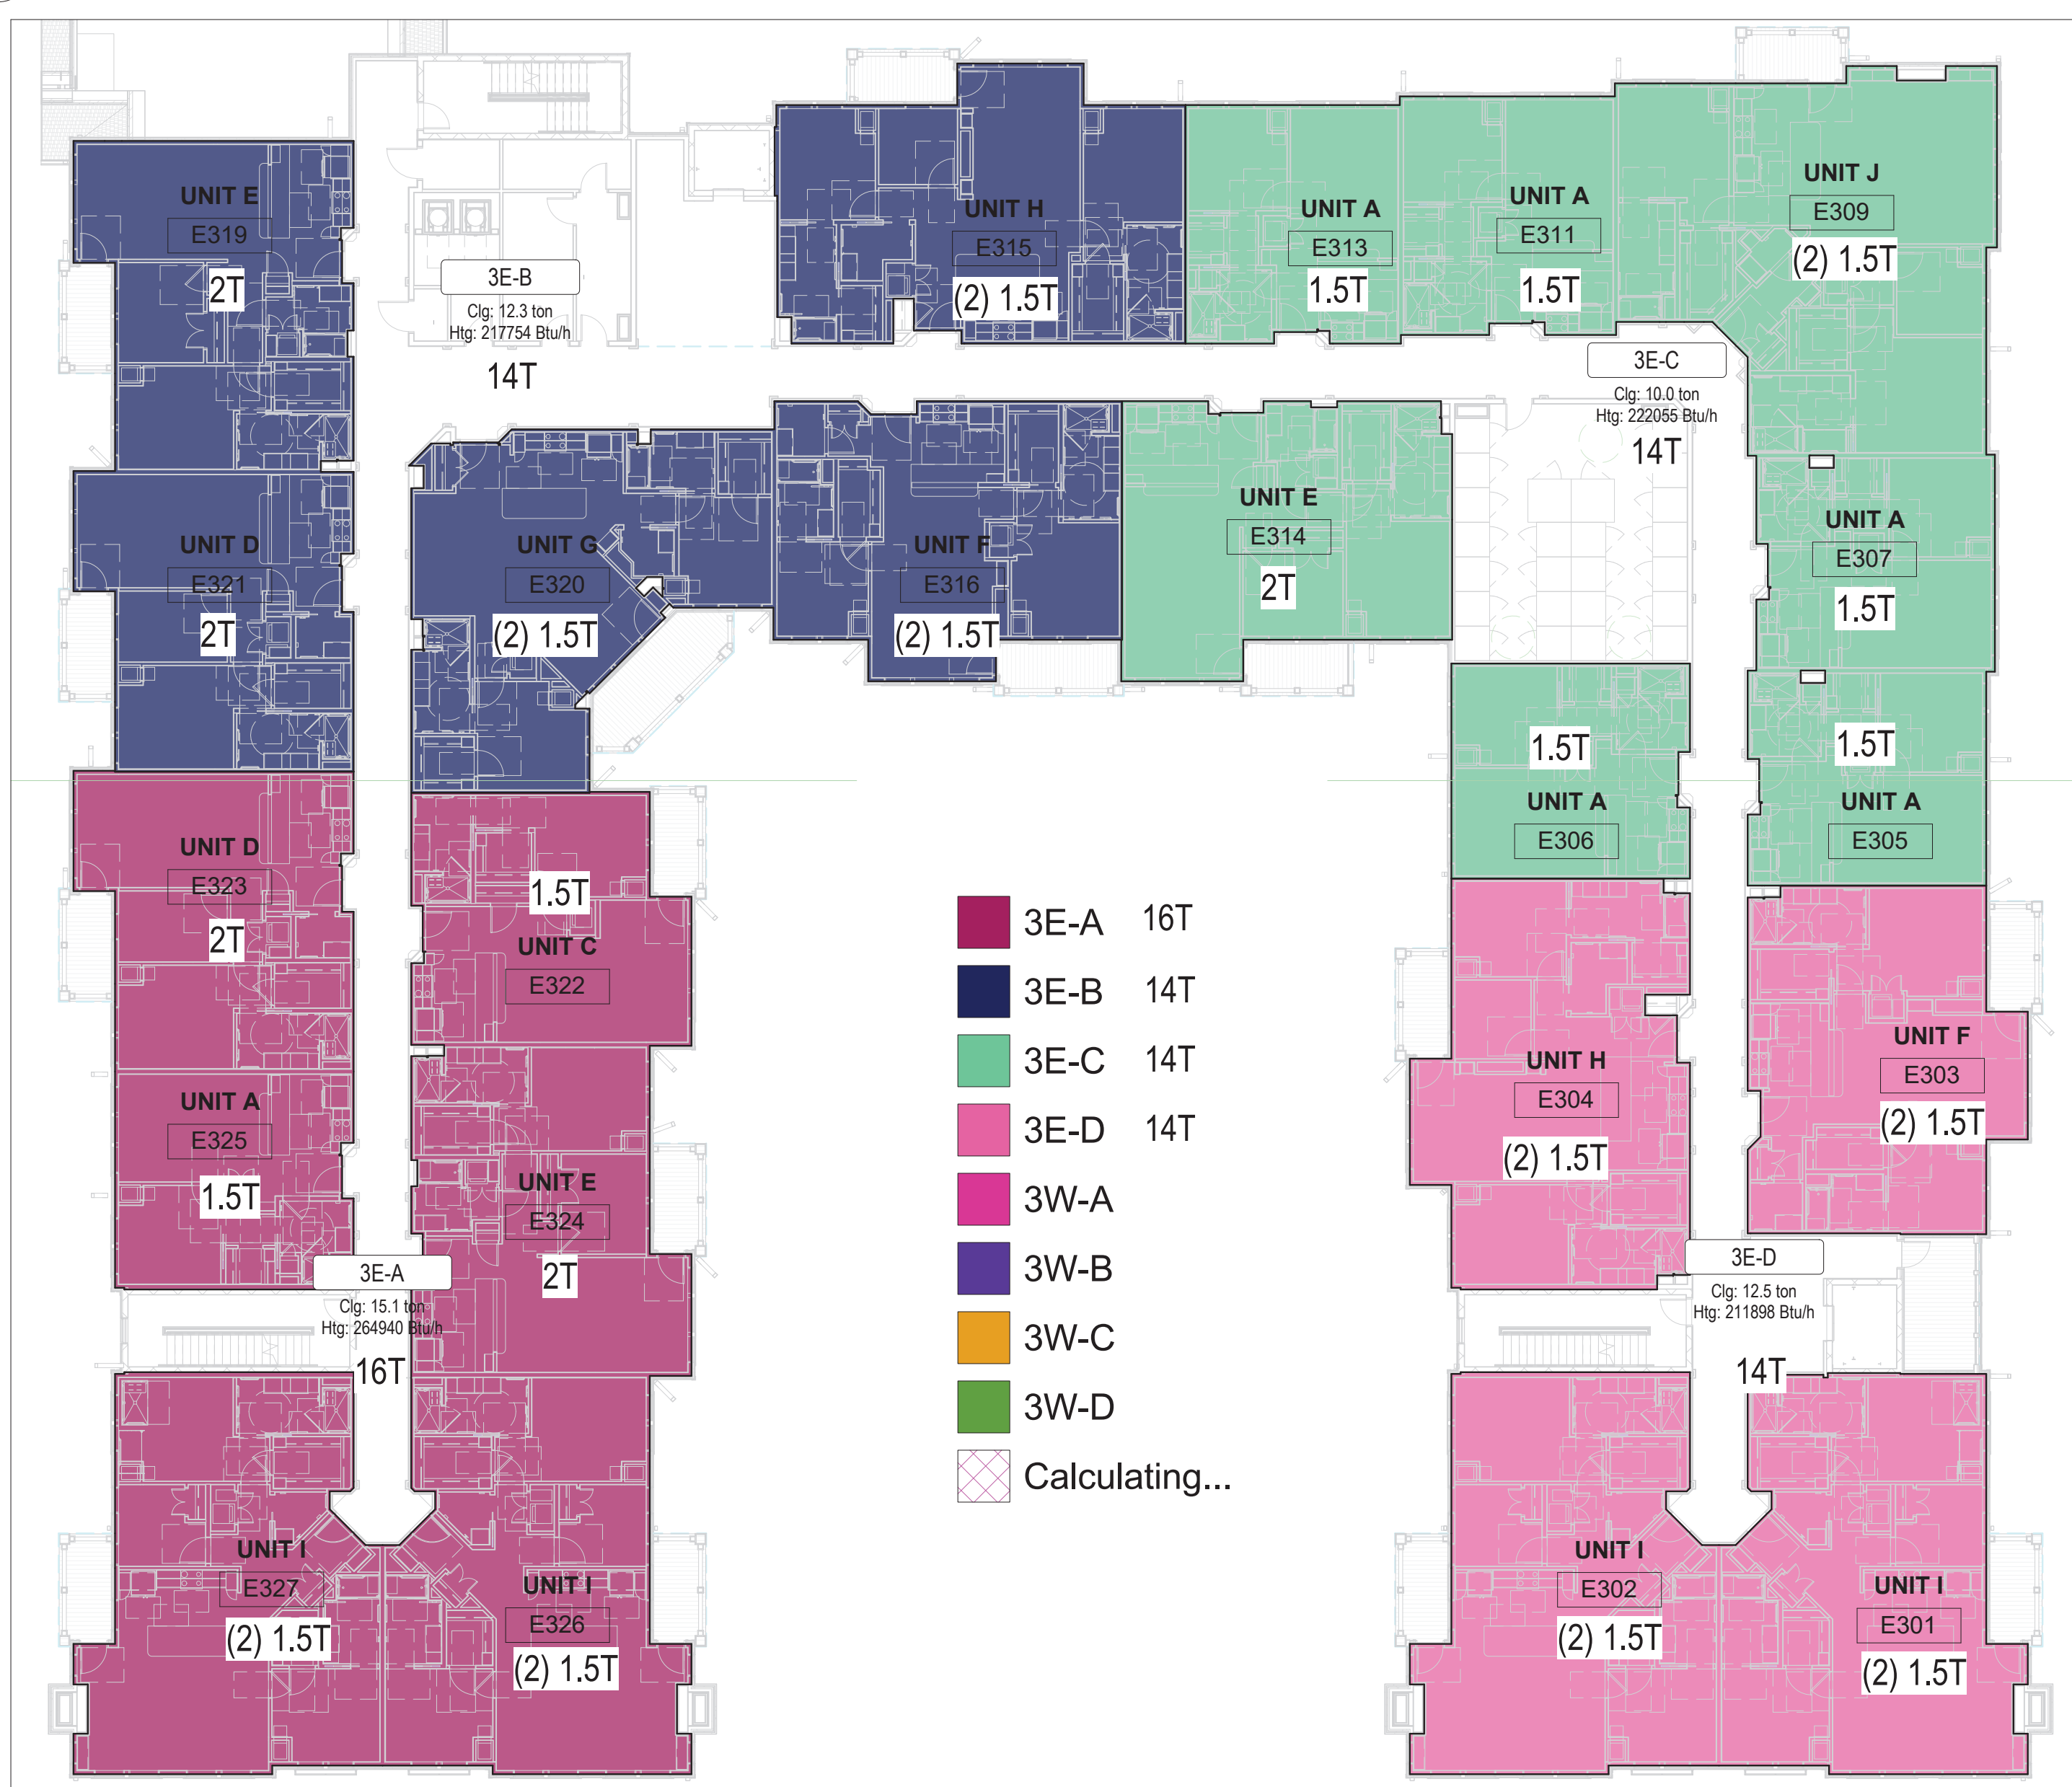 UNIT E
E319
2T
3E-B
Clg: 12.3 ton
Htg: 217754 Btu/h
14T
UNIT H
E315
(2) 1.5T
UNIT A
E313
1.5T
UNIT A
E311
1.5T
UNIT J
E309
(2) 1.5T
3E-C
Clg: 10.0 ton
Htg: 222055 Btu/h
14T
UNIT D
E321
2T
UNIT G
E320
(2) 1.5T
UNIT F
E316
(2) 1.5T
UNIT E
E314
2T
UNIT A
E307
1.5T
1.5T
UNIT A
E306
1.5T
UNIT A
E305
UNIT D
E323
2T
1.5T
UNIT C
E322
3E-A 16T
3E-B 14T
3E-C 14T
3E-D 14T
3W-A
3W-B
3W-C
3W-D
Calculating...
UNIT H
E304
(2) 1.5T
UNIT F
E303
(2) 1.5T
UNIT A
E325
1.5T
UNIT E
E324
2T
3E-A
Clg: 15.1 ton
Htg: 264940 Btu/h
16T
3E-D
Clg: 12.5 ton
Htg: 211898 Btu/h
14T
UNIT I
E327
(2) 1.5T
UNIT I
E326
(2) 1.5T
UNIT I
E302
(2) 1.5T
UNIT I
E301
(2) 1.5T